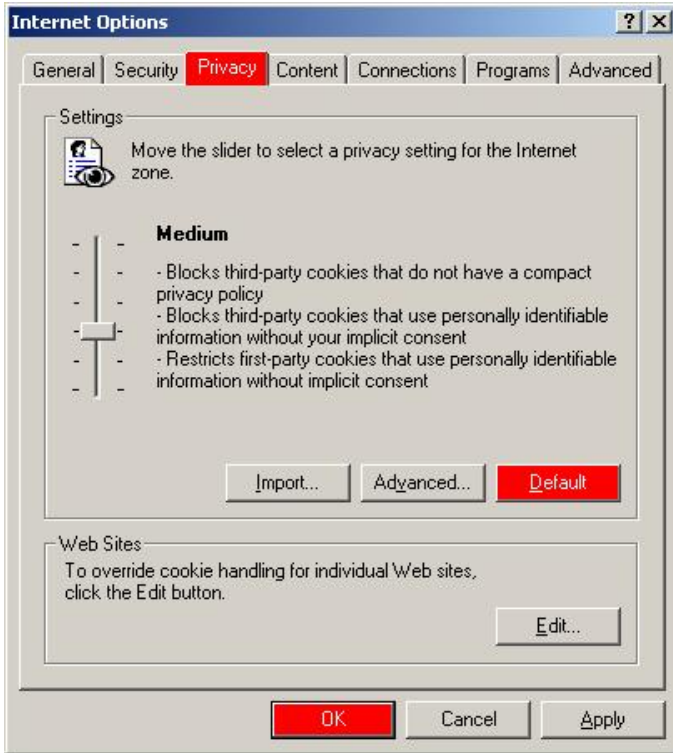 Internet Options
General Security Privacy Content Connections Programs Advanced
Settings
Move the slider to select a privacy setting for the Internet
zone.
Medium
- Blocks third-party cookies that do not have a compact
privacy policy
- Blocks third-party cookies that use personally identifiable
information without your implicit consent
- Restricts first-party cookies that use personally identifiable
information without implicit consent
Import... Advanced... Default
Web Sites
To override cookie handling for individual Web sites,
click the Edit button.
Edit...
OK Cancel Apply